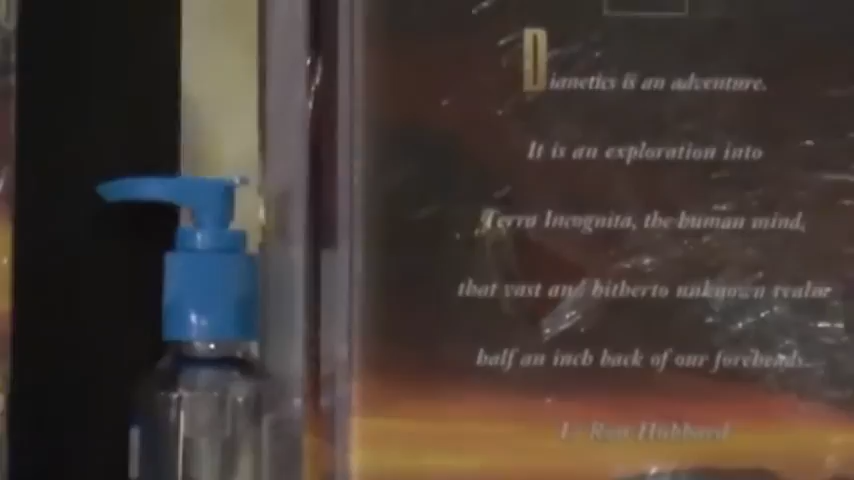 Dianetics is an adventure.
It is an exploration into
Terra Incognita, the human mind,
that vast and hitherto unknown realm
half an inch back of our foreheads.
L. Ron Hubbard